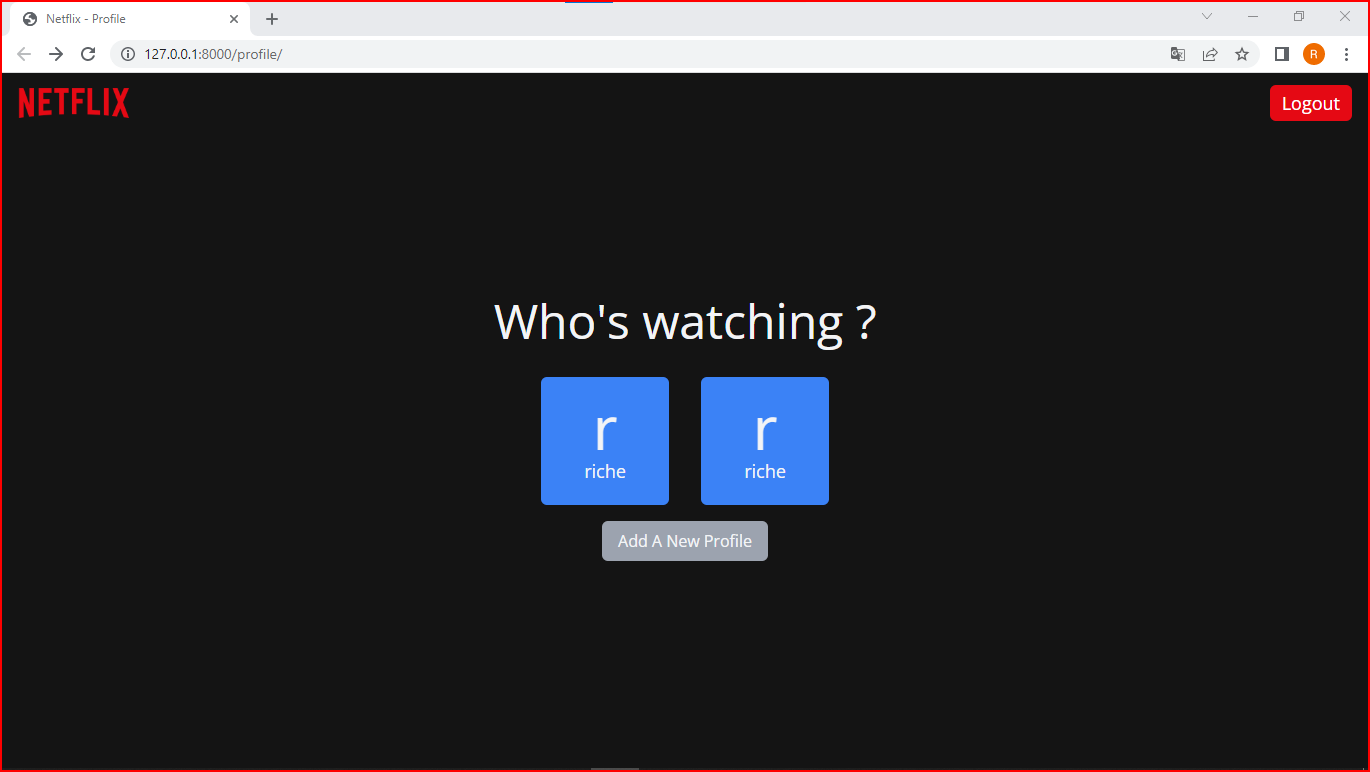 Netflix - Profile
127.0.0.1:8000/profile/
R
NETFLIX
Logout
Who's watching ?
r
riche
r
riche
Add A New Profile